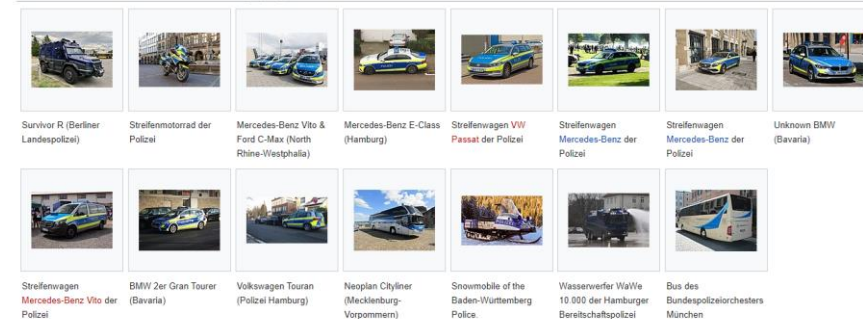 Survivor R (Berliner
Landespolizei)
Streifenmotorrad der
Polizei
Mercedes-Benz Vito &
Ford C-Max (North
Rhine-Westphalia)
Mercedes-Benz E-Class
(Hamburg)
Streifenwagen VW
Passat der Polizei
Streifenwagen
Mercedes-Benz der
Polizei
Streifenwagen
Mercedes-Benz der
Polizei
Unknown BMW
(Bavaria)
Streifenwagen
Mercedes-Benz Vito der
Polizei
BMW 2er Gran Tourer
(Bavaria)
Volkswagen Touran
(Polizei Hamburg)
Neoplan Cityliner
(Mecklenburg-
Vorpommern)
Snowmobile of the
Baden-Württemberg
Police.
Wasserwerfer WaWe
10.000 der Hamburger
Bereitschaftspolizei
Bus des
Bundespolizeiorchesters
München